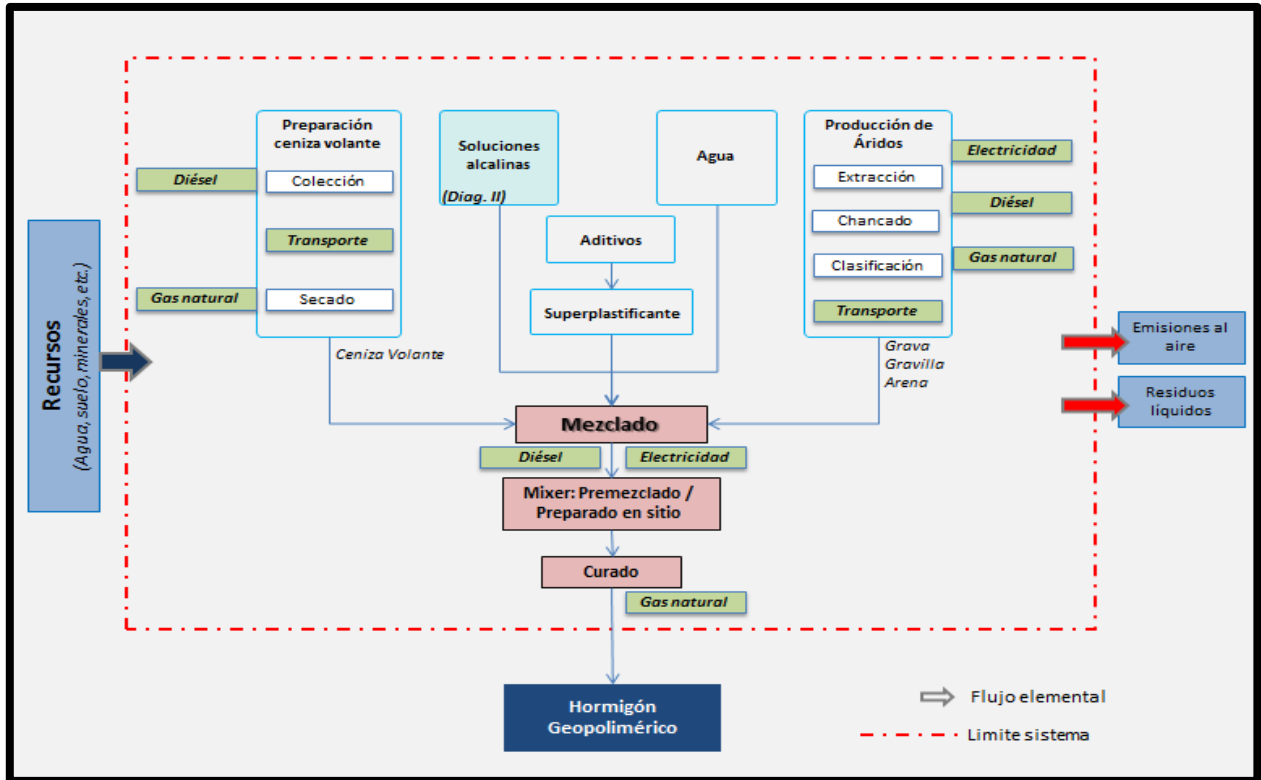 Recursos
(Agua, suelo, minerales, etc.)
Preparación
ceniza volante
Diésel
Colección
Transporte
Gas natural
Secado
Ceniza Volante
Soluciones
alcalinas
(Diag. II)
Agua
Aditivos
Superplastificante
Producción de
Áridos
Electricidad
Extracción
Diésel
Chancado
Clasificación
Gas natural
Transporte
Grava
Gravilla
Arena
Emisiones al
aire
Residuos
líquidos
Mezclado
Diésel
Electricidad
Mixer: Premezclado /
Preparado en sitio
Curado
Gas natural
Hormigón
Geopolimérico
Flujo elemental
Limite sistema